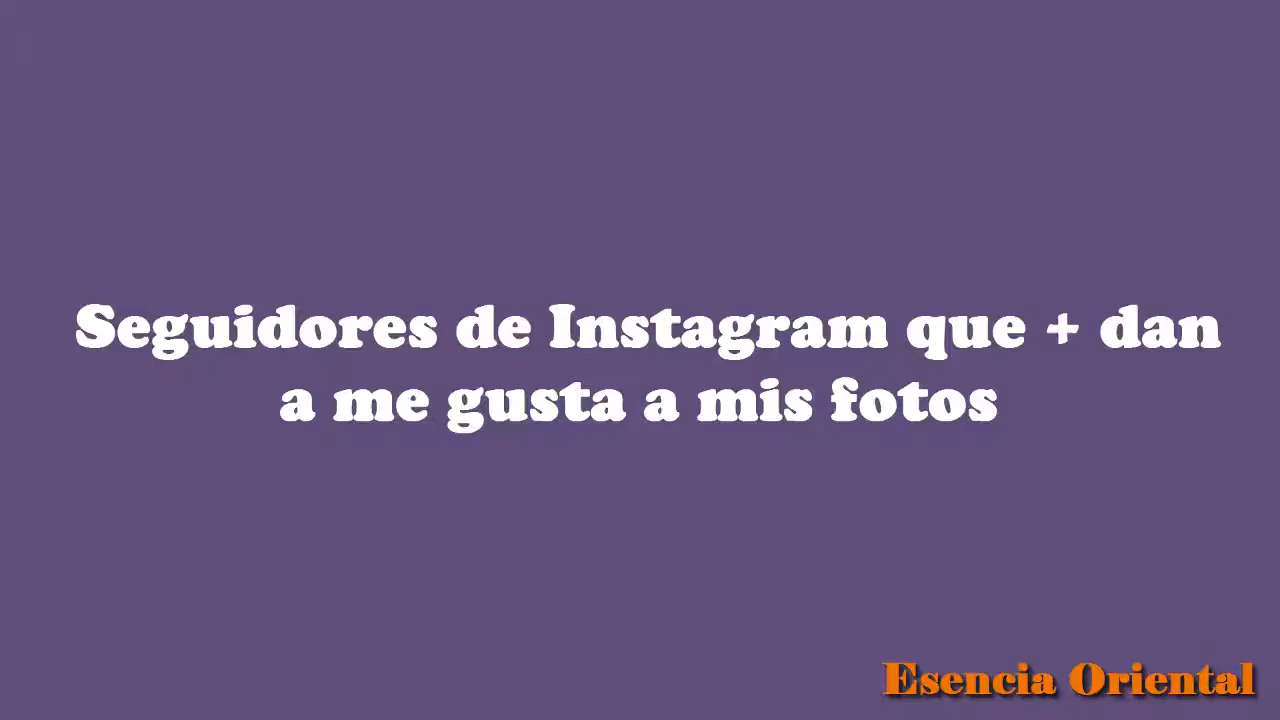 Seguidores de Instagram que + dan
a me gusta a mis fotos
Esencia Oriental